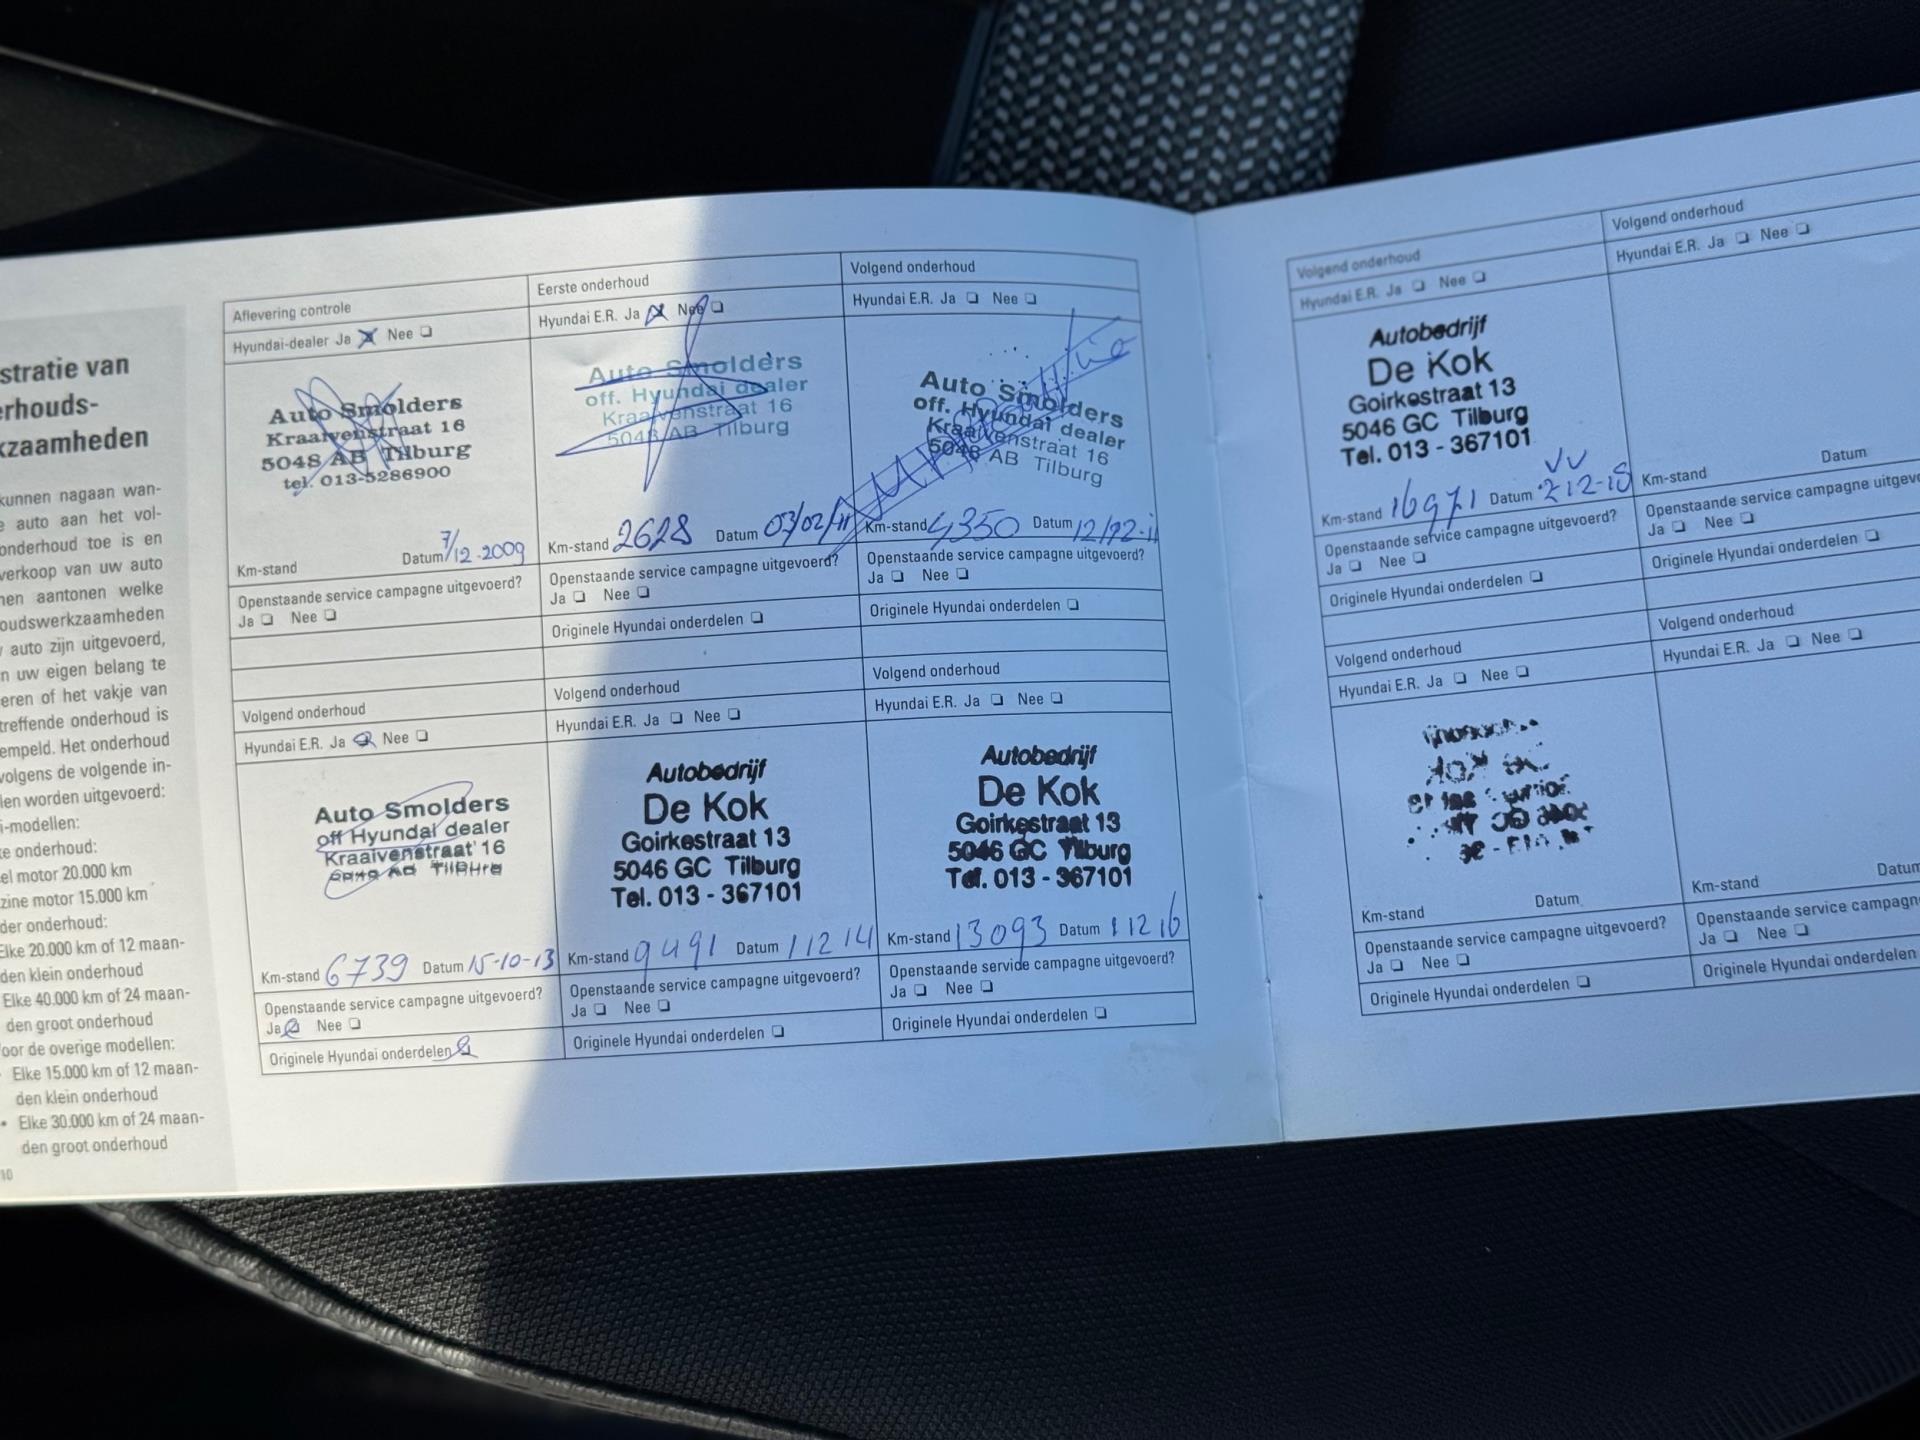 stratie van
erhouds-
kzaamheden
kunnen nagaan wan-
e auto aan het vol-
onderhoud toe is en
verkoop van uw auto
nen aantonen welke
oudswerkzaamheden
auto zijn uitgevoerd,
n uw eigen belang te
eren of het vakje van
treffende onderhoud is
empeld. Het onderhoud
volgens de volgende in-
len worden uitgevoerd:
i-modellen:
te onderhoud:
el motor 20.000 km
zine motor 15.000 km
der onderhoud:
Elke 20.000 km of 12 maan-
den klein onderhoud
Elke 40.000 km of 24 maan-
den groot onderhoud
oor de overige modellen:
Elke 15.000 km of 12 maan-
den klein onderhoud
• Elke 30.000 km of 24 maan-
den groot onderhoud
10
Aflevering controle
Hyundai-dealer Ja Nee
Auto Smolders
Kraaivenstraat 16
5048 AB Tilburg
tel. 013-5286900
Km-stand Datum 7/12-2009
Openstaande service campagne uitgevoerd?
Ja Nee
Eerste onderhoud
Hyundai E.R. Ja Nee
Auto Smolders
off. Hyundai dealer
Kraaivenstraat 16
5048 AB Tilburg
Km-stand 2628 Datum 03/02/11
Openstaande service campagne uitgevoerd?
Ja Nee
Originele Hyundai onderdelen
Volgend onderhoud
Hyundai E.R. Ja Nee
Auto Smolders
off. Hyundai dealer
Kraaivenstraat 16
5048 AB Tilburg
Km-stand 4350 Datum
Openstaande service campagne uitgevoerd?
Ja Nee
Originele Hyundai onderdelen
Volgend onderhoud
Hyundai E.R. Ja Nee
Auto Smolders
off Hyundai dealer
Kraaivenstraat 16
Km-stand 6739 Datum 15-10-13
Openstaande service campagne uitgevoerd?
Ja Nee
Originele Hyundai onderdelen
Volgend onderhoud
Hyundai E.R. Ja Nee
Autobedrijf
De Kok
Goirkestraat 13
5046 GC Tilburg
Tel. 013 - 367101
Km-stand 9491 Datum 11214
Openstaande service campagne uitgevoerd?
Ja Nee
Originele Hyundai onderdelen
Volgend onderhoud
Hyundai E.R. Ja Nee
Autobedrijf
De Kok
Goirkestraat 13
5046 GC Tilburg
Tel. 013 - 367101
Km-stand 13093 Datum 11216
Openstaande service campagne uitgevoerd?
Ja Nee
Originele Hyundai onderdelen
Volgend onderhoud
Hyundai E.R. Ja Nee
Autobedrijf
De Kok
Goirkestraat 13
5046 GC Tilburg
Tel. 013 - 367101
Km-stand 16971 Datum
Openstaande service campagne uitgevoerd?
Ja Nee
Originele Hyundai onderdelen
Volgend onderhoud
Hyundai E.R. Ja Nee
Km-stand Datum
Openstaande service campagne uitgevo
Ja Nee
Originele Hyundai onderdelen
Volgend onderhoud
Hyundai E.R. Ja Nee
Km-stand Datum
Openstaande service campagne uitgevoerd?
Ja Nee
Originele Hyundai onderdelen
Volgend onderhoud
Hyundai E.R. Ja Nee
Km-stand Datum
Openstaande service campagne
Ja Nee
Originele Hyundai onderdelen